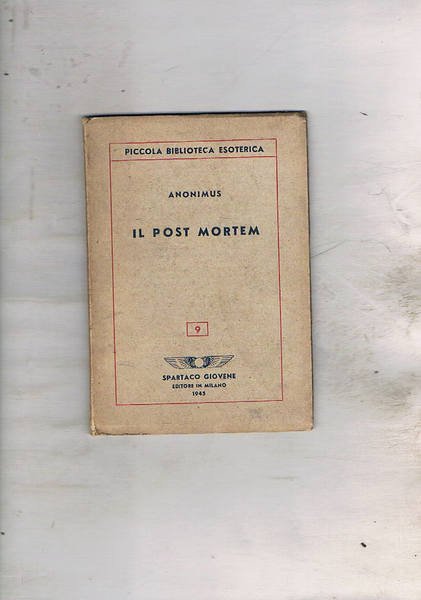 PICCOLA BIBLIOTECA ESOTERICA
ANONIMUS
IL POST MORTEM
9
SPARTACO GIOVENE
EDITORE IN MILANO
1945